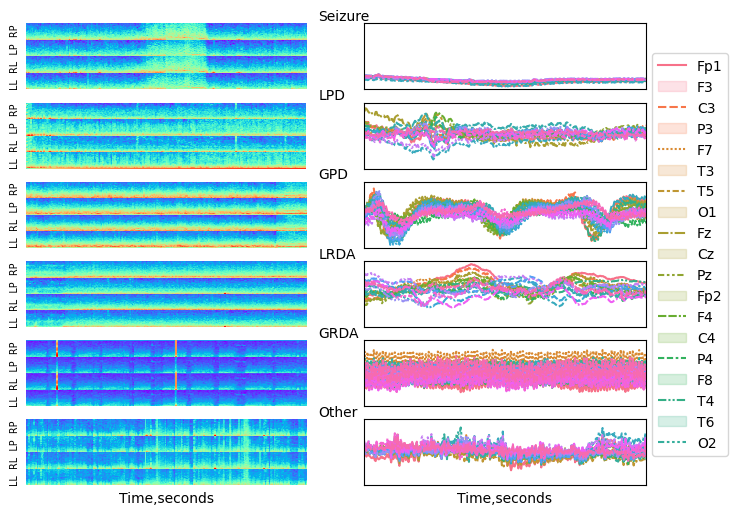 Seizure
LL RL LP RP
LPD
LL RL LP RP
GPD
LL RL LP RP
LRDA
LL RL LP RP
GRDA
LL RL LP RP
Other
LL RL LP RP
Time,seconds
Time,seconds
Fp1
F3
C3
P3
F7
T3
T5
O1
Fz
Cz
Pz
Fp2
F4
C4
P4
F8
T4
T6
O2